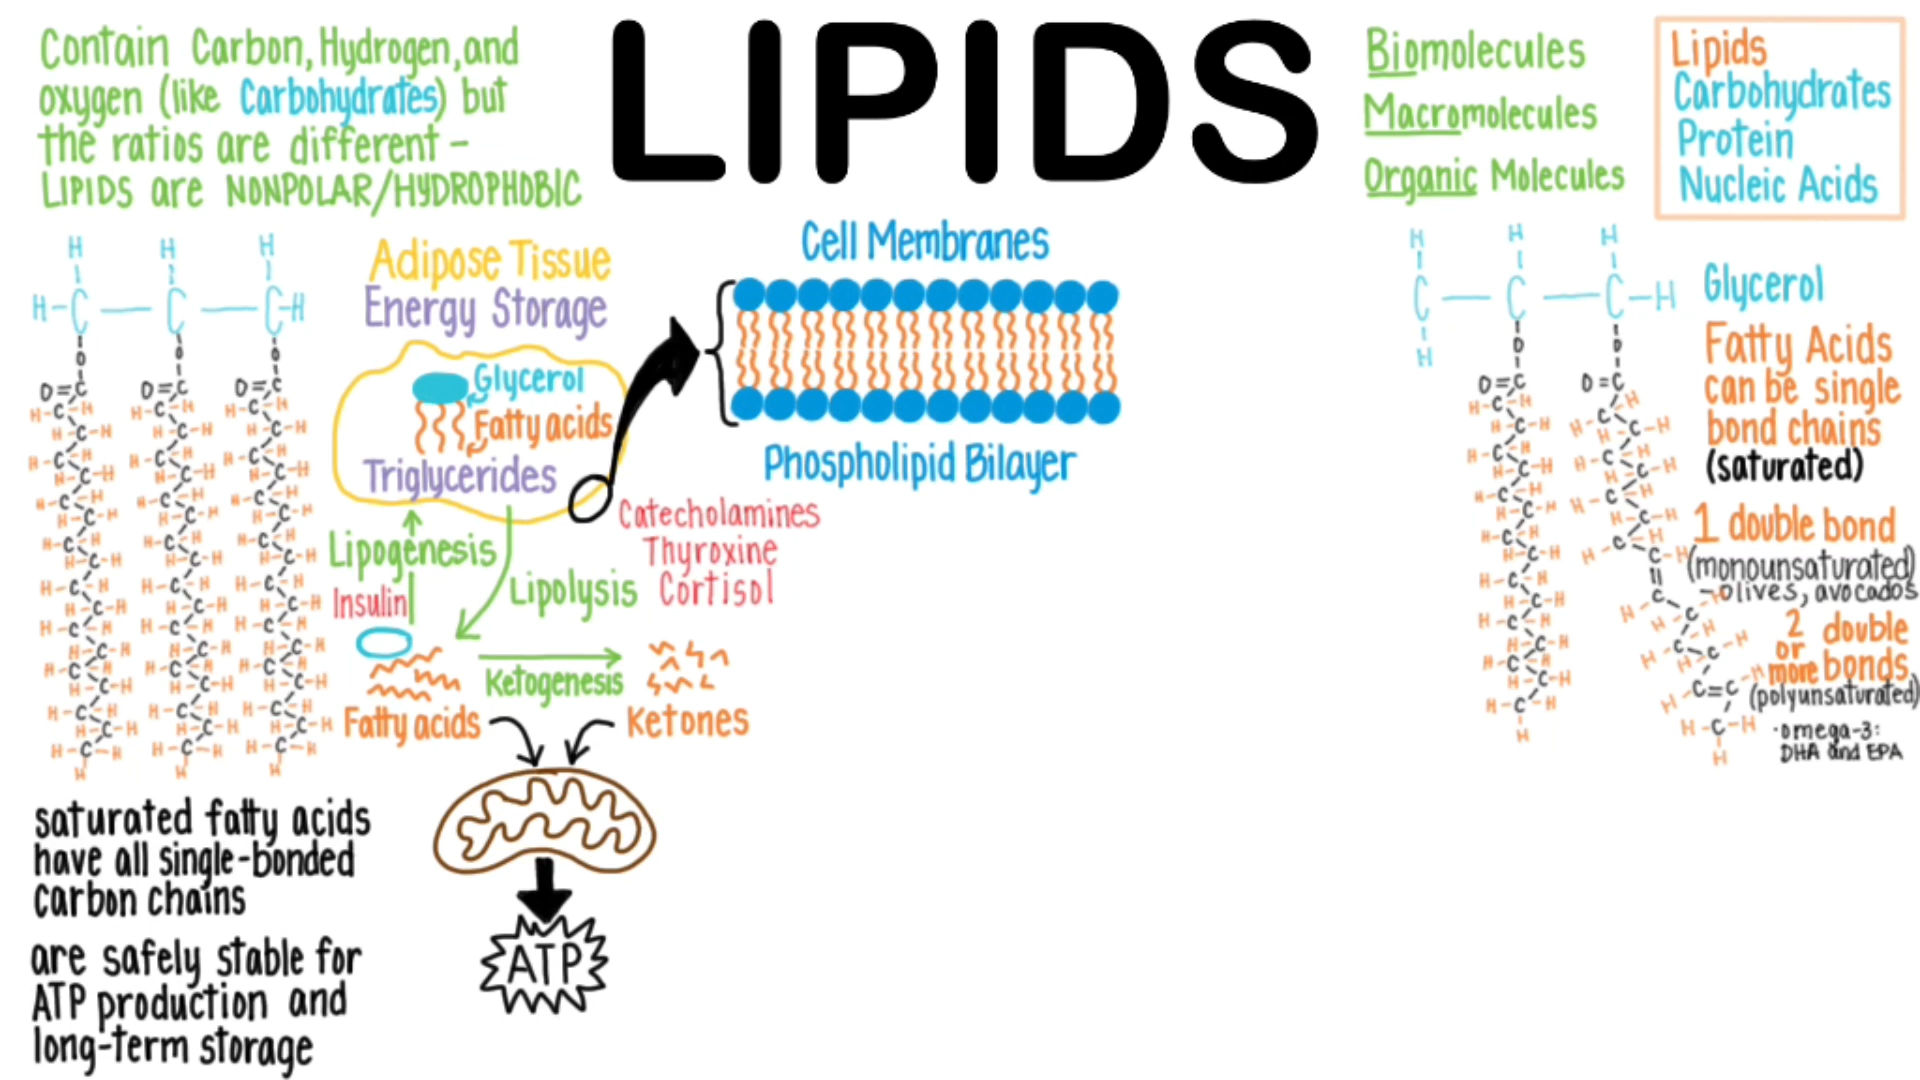 LIPIDS
Contain Carbon, Hydrogen, and
oxygen (like Carbohydrates) but
the ratios are different -
LIPIDS are NONPOLAR/HYDROPHOBIC
Biomolecules
Macromolecules
Organic Molecules
Lipids
Carbohydrates
Protein
Nucleic Acids
Adipose Tissue
Energy Storage
Glycerol
Fatty acids
Triglycerides
Lipogenesis
Insulin
Lipolysis
Catecholamines
Thyroxine
Cortisol
Ketogenesis
Fatty acids
Ketones
ATP
Cell Membranes
Phospholipid Bilayer
saturated fatty acids
have all single-bonded
carbon chains
are safely stable for
ATP production and
long-term storage
Glycerol
Fatty Acids
can be single
bond chains
(saturated)
1 double bond
(monounsaturated)
- olives, avocados
2 double
or
more bonds
(polyunsaturated)
·omega-3:
DHA and EPA